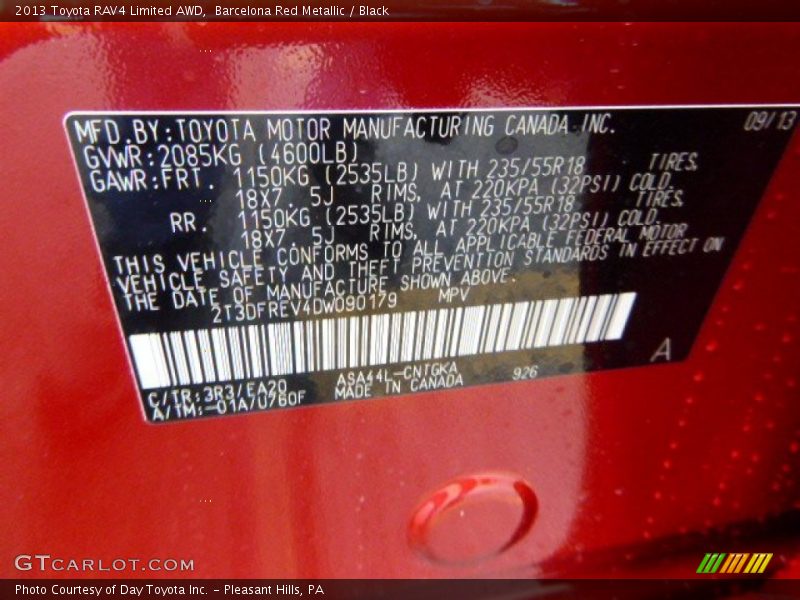 2013 Toyota RAV4 Limited AWD,  Barcelona Red Metallic / Black
MFD.BY:TOYOTA MOTOR MANUFACTURING CANADA INC. 09/13
GVWR:2085KG (4600LB)
GAWR:FRT. 1150KG (2535LB) WITH 235/55R18 TIRES,
18X7.5J RIMS, AT 220KPA (32PSI) COLD.
RR. 1150KG (2535LB) WITH 235/55R18 TIRES,
18X7.5J RIMS, AT 220KPA (32PSI) COLD.
THIS VEHICLE CONFORMS TO ALL APPLICABLE FEDERAL MOTOR
VEHICLE SAFETY AND THEFT PREVENTION STANDARDS IN EFFECT ON
THE DATE OF MANUFACTURE SHOWN ABOVE.
2T3DFREV4DW090179 MPV
A
C/TR:3R3/EA20 ASA44L-CNTGKA 926
A/TM:-01A/U760F MADE IN CANADA
GTCARLOT.COM
Photo Courtesy of Day Toyota Inc. - Pleasant Hills, PA